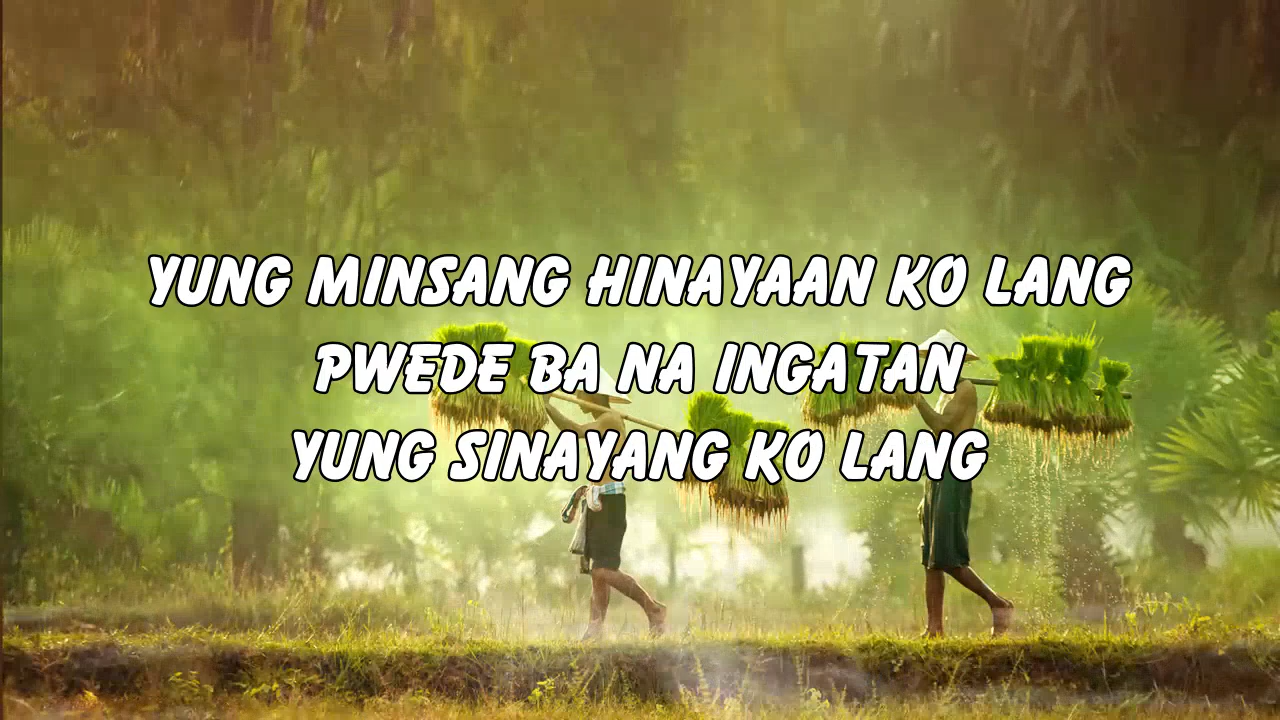 YUNG MINSANG HINAYAAN KO LANG
PWEDE BA NA INGATAN
YUNG SINAYANG KO LANG